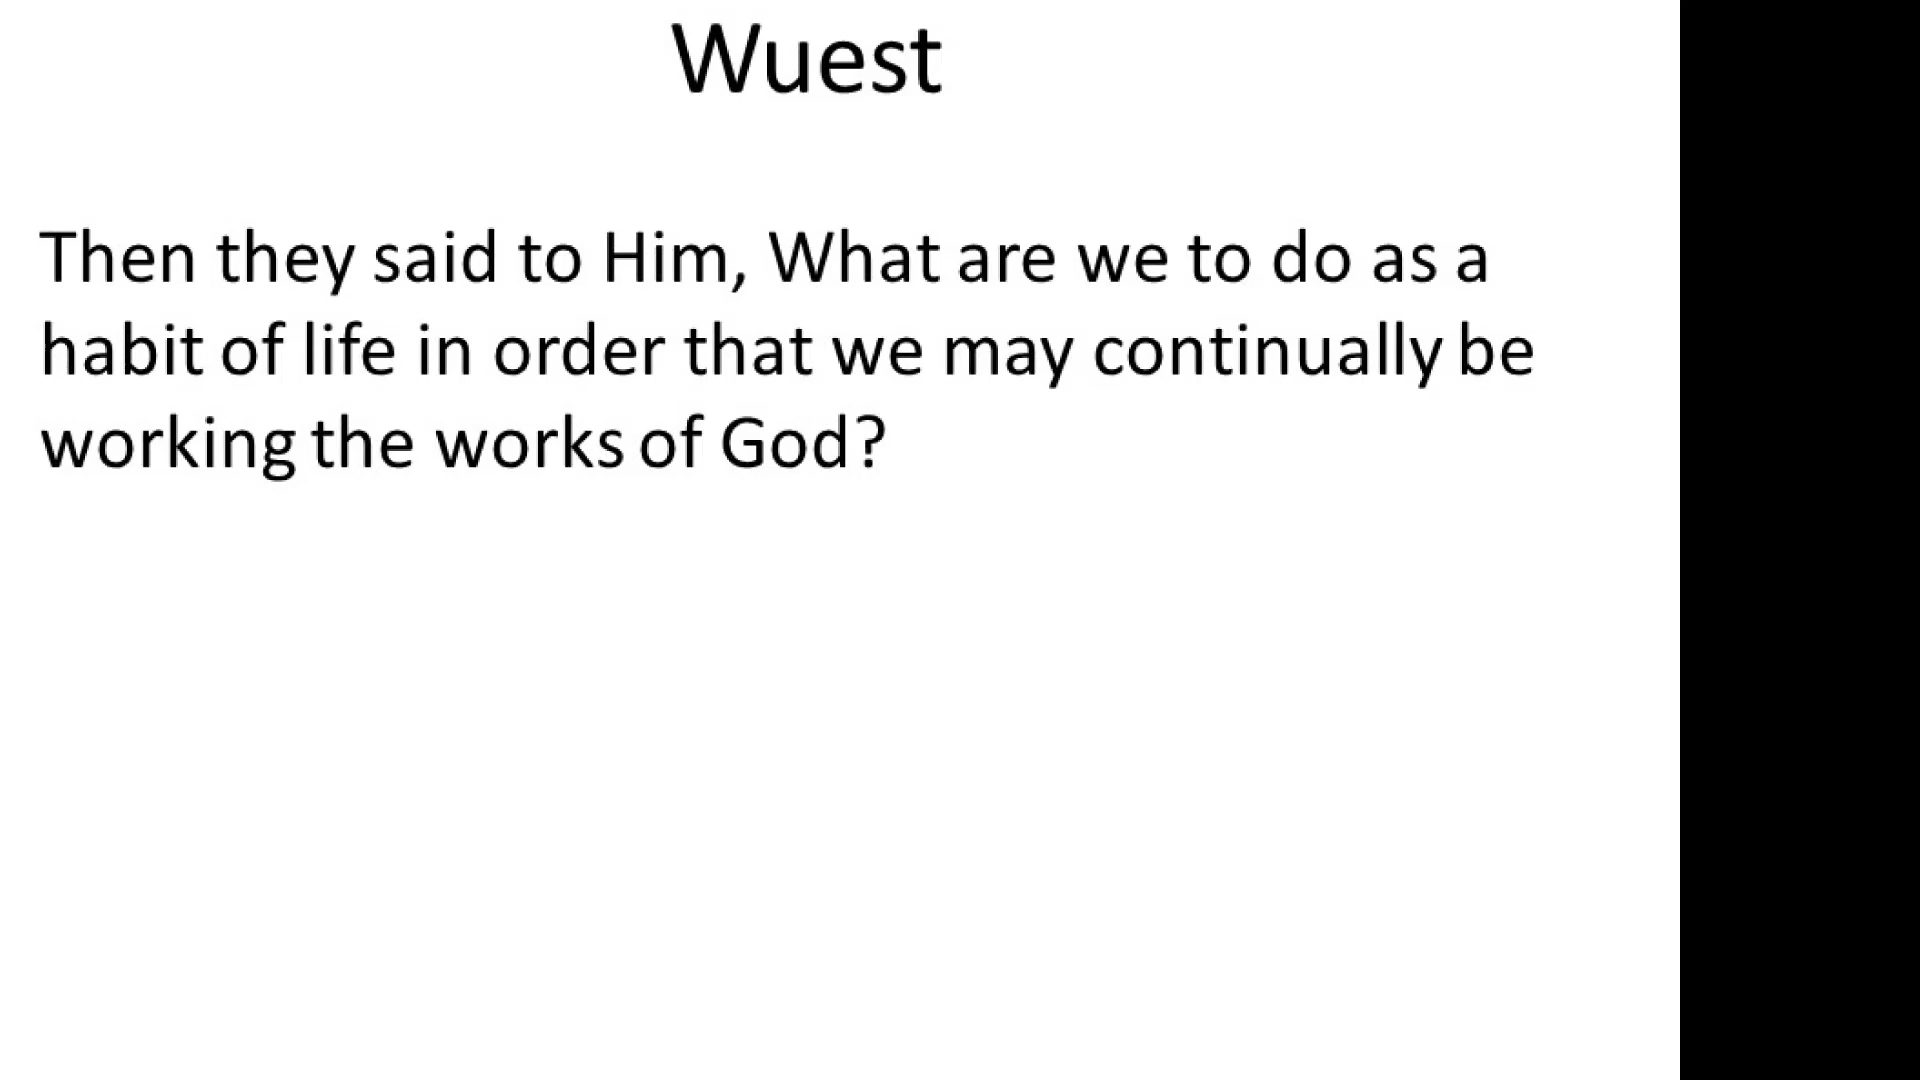 Wuest
Then they said to Him, What are we to do as a
habit of life in order that we may continually be
working the works of God?